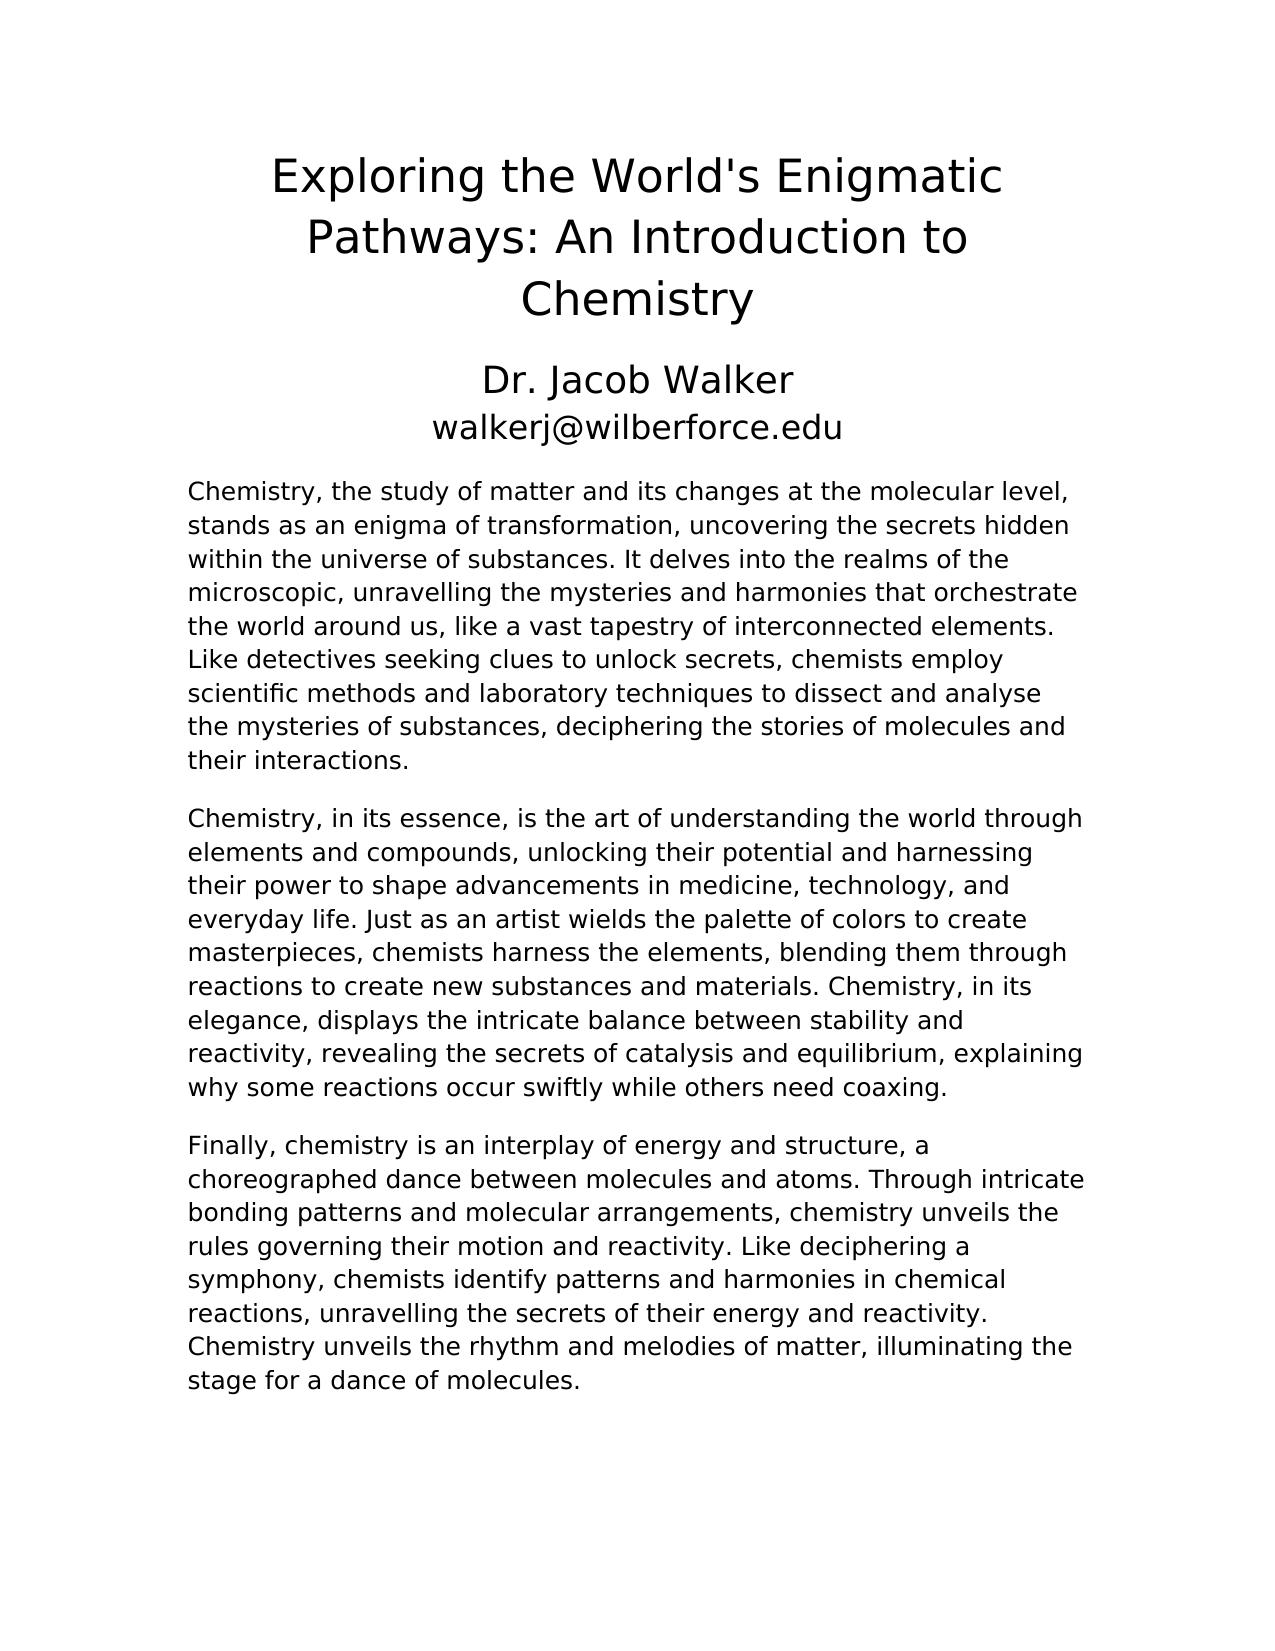 Exploring the World's Enigmatic
Pathways: An Introduction to
Chemistry
Dr. Jacob Walker
walkerj@wilberforce.edu
Chemistry, the study of matter and its changes at the molecular level,
stands as an enigma of transformation, uncovering the secrets hidden
within the universe of substances. It delves into the realms of the
microscopic, unravelling the mysteries and harmonies that orchestrate
the world around us, like a vast tapestry of interconnected elements.
Like detectives seeking clues to unlock secrets, chemists employ
scientific methods and laboratory techniques to dissect and analyse
the mysteries of substances, deciphering the stories of molecules and
their interactions.
Chemistry, in its essence, is the art of understanding the world through
elements and compounds, unlocking their potential and harnessing
their power to shape advancements in medicine, technology, and
everyday life. Just as an artist wields the palette of colors to create
masterpieces, chemists harness the elements, blending them through
reactions to create new substances and materials. Chemistry, in its
elegance, displays the intricate balance between stability and
reactivity, revealing the secrets of catalysis and equilibrium, explaining
why some reactions occur swiftly while others need coaxing.
Finally, chemistry is an interplay of energy and structure, a
choreographed dance between molecules and atoms. Through intricate
bonding patterns and molecular arrangements, chemistry unveils the
rules governing their motion and reactivity. Like deciphering a
symphony, chemists identify patterns and harmonies in chemical
reactions, unravelling the secrets of their energy and reactivity.
Chemistry unveils the rhythm and melodies of matter, illuminating the
stage for a dance of molecules.